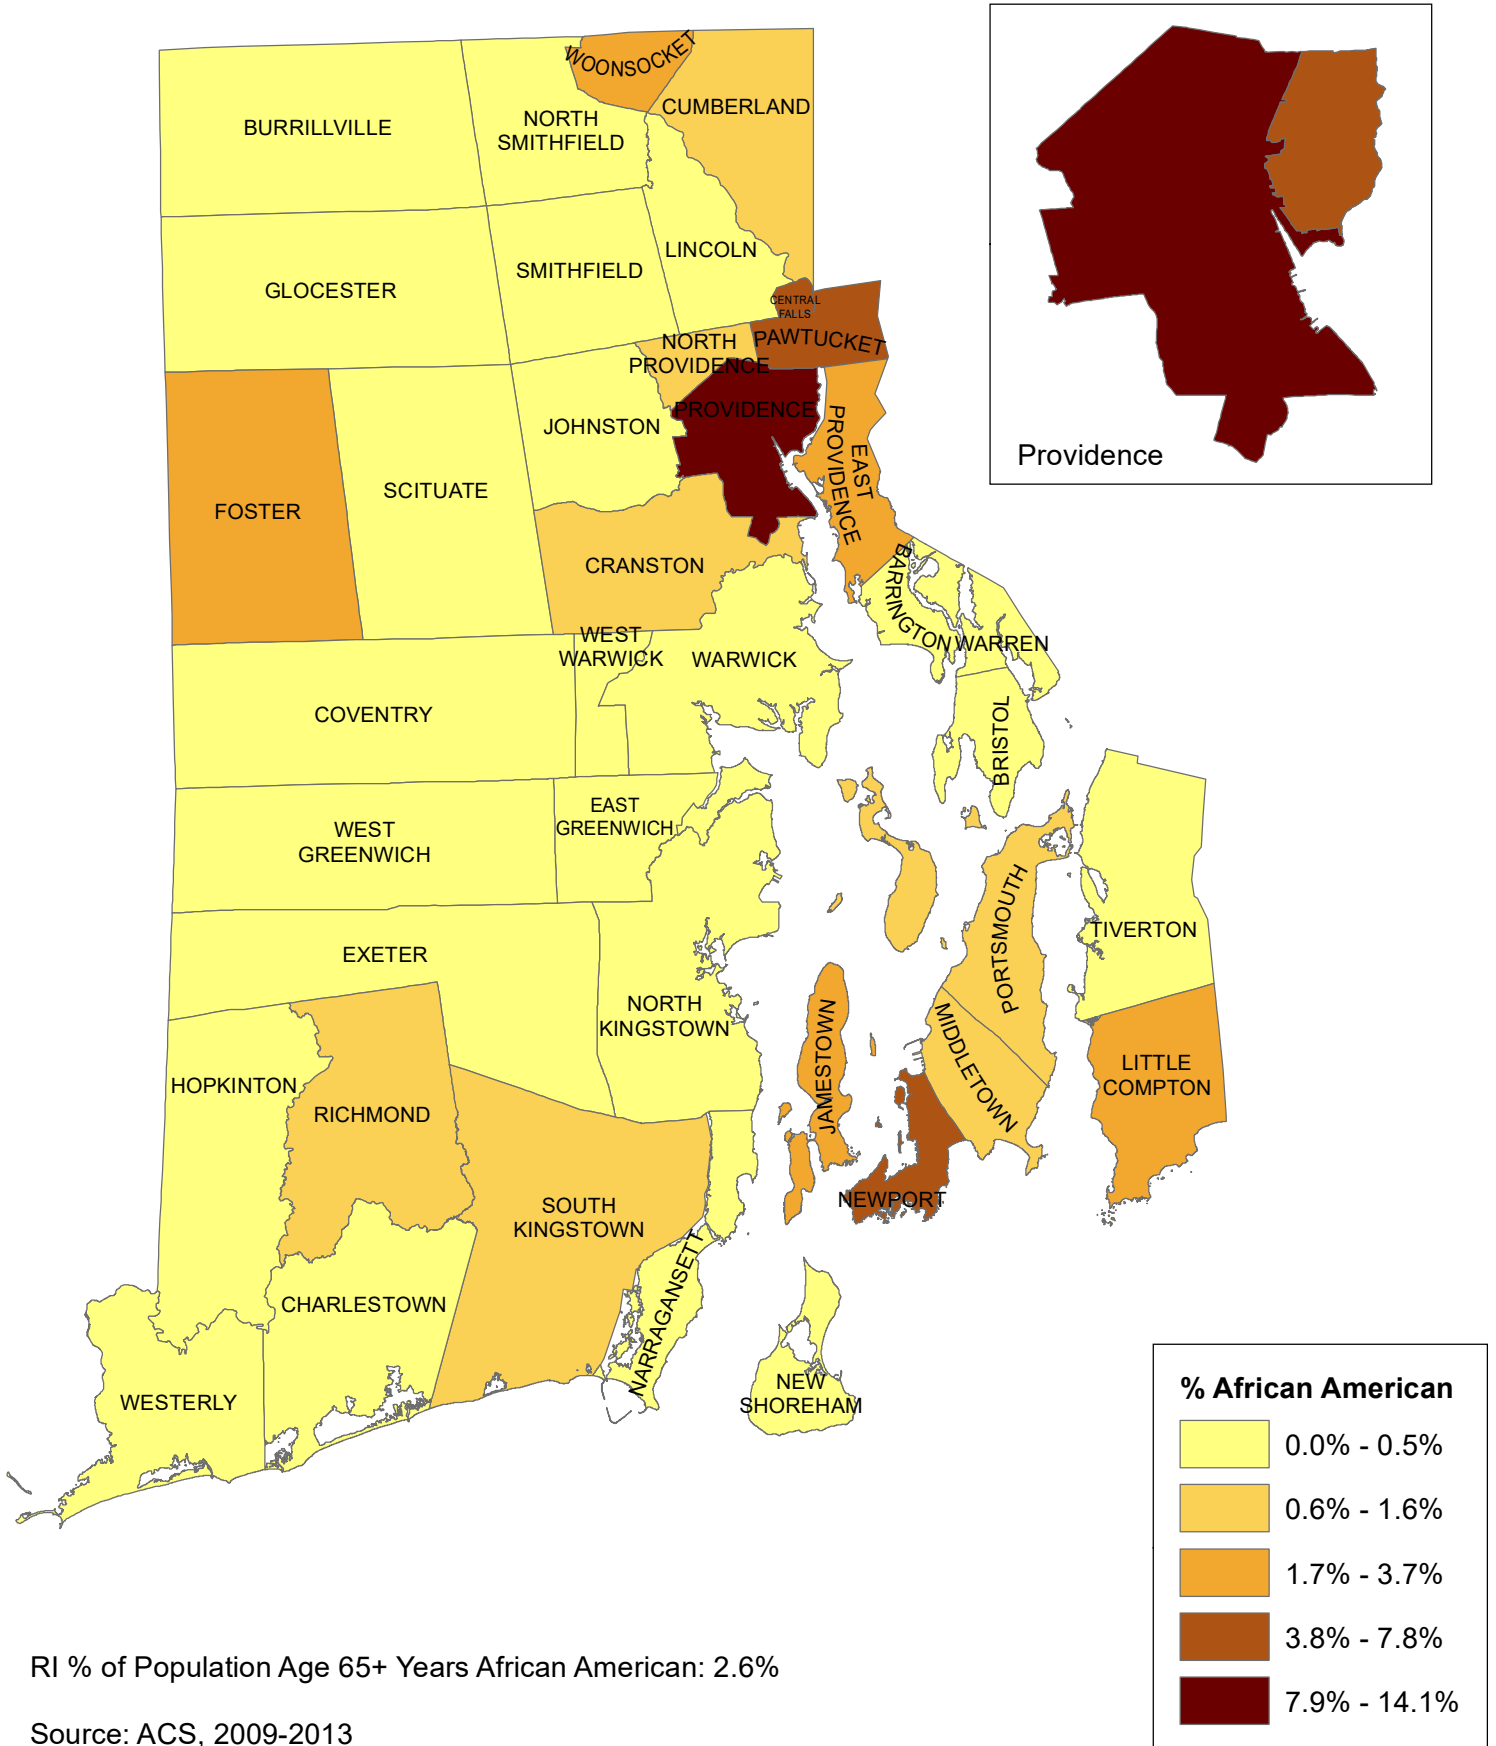 WOONSOCKET
CUMBERLAND
BURRILLVILLE
NORTH
SMITHFIELD
LINCOLN
SMITHFIELD
GLOCESTER
CENTRAL
FALLS
NORTH
PROVIDENCE
PAWTUCKET
PROVIDENCE
JOHNSTON
EAST
PROVIDENCE
Providence
SCITUATE
FOSTER
CRANSTON
BARRINGTON
WARREN
WEST
WARWICK
WARWICK
COVENTRY
BRISTOL
EAST
GREENWICH
WEST
GREENWICH
PORTSMOUTH
TIVERTON
EXETER
NORTH
KINGSTOWN
JAMESTOWN
MIDDLETOWN
LITTLE
COMPTON
HOPKINTON
RICHMOND
NEWPORT
SOUTH
KINGSTOWN
NARRAGANSETT
CHARLESTOWN
WESTERLY
NEW
SHOREHAM
% African American
0.0% - 0.5%
0.6% - 1.6%
1.7% - 3.7%
3.8% - 7.8%
7.9% - 14.1%
RI % of Population Age 65+ Years African American: 2.6%
Source: ACS, 2009-2013